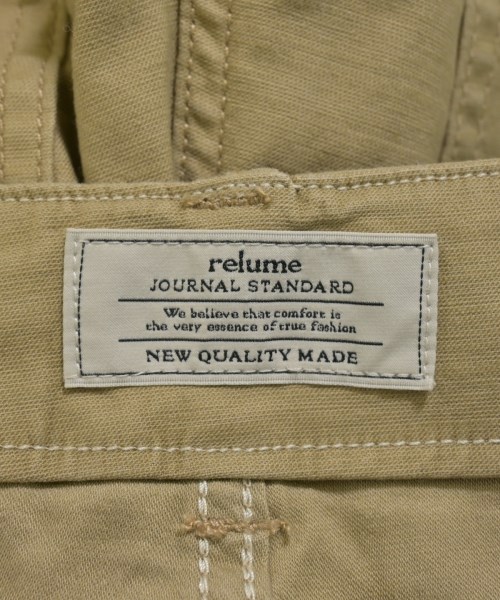 relume
JOURNAL STANDARD
We believe that comfort is
the very essence of true fashion
NEW QUALITY MADE